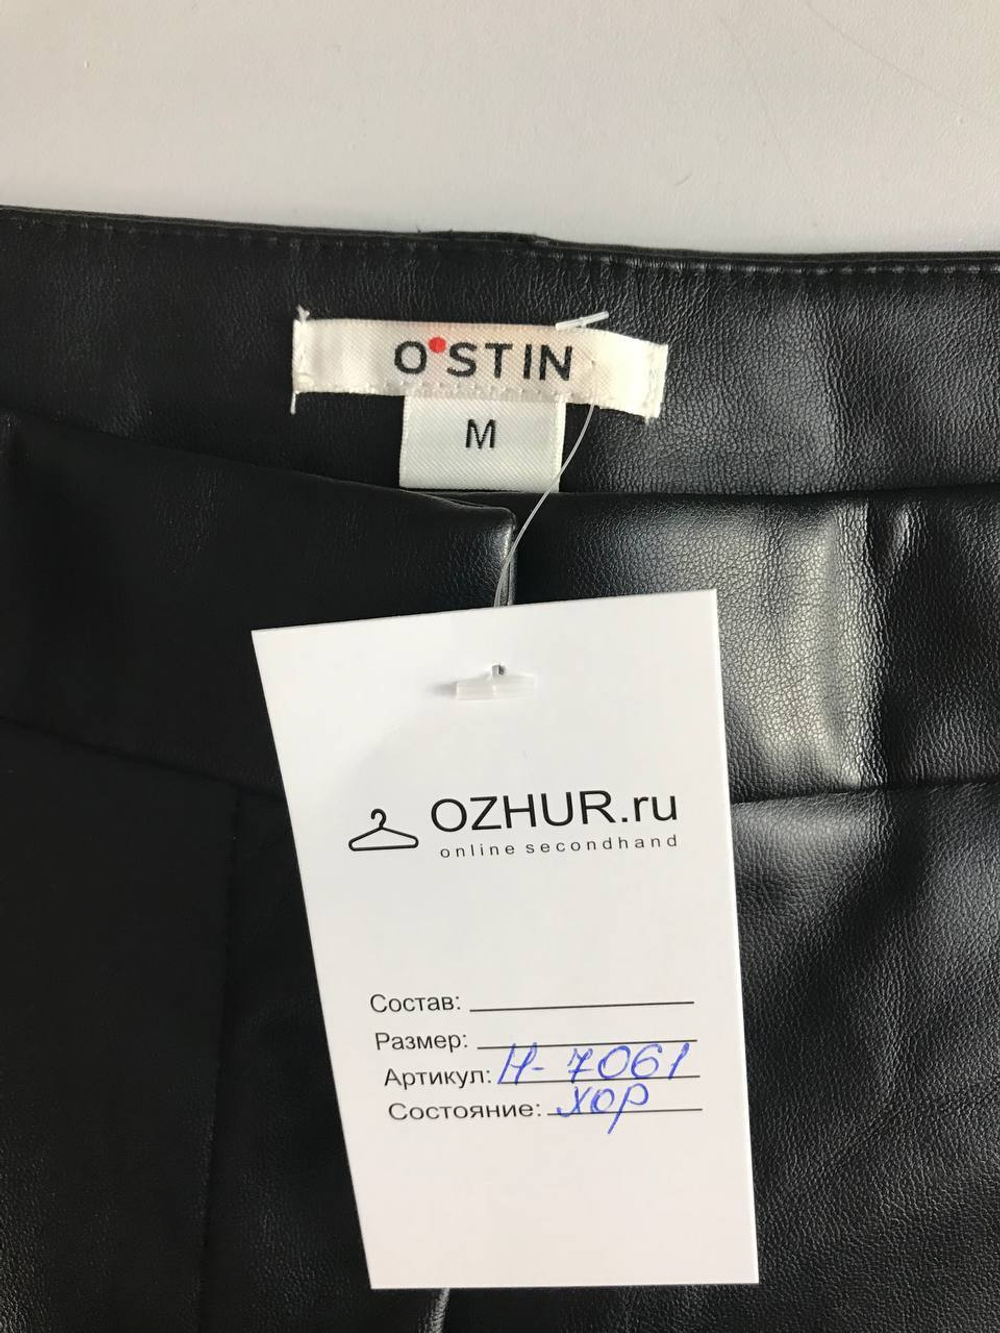 O'STIN
M
OZHUR.ru
online secondhand
Состав:
Размер:
Артикул: Н-7061
Состояние: хор